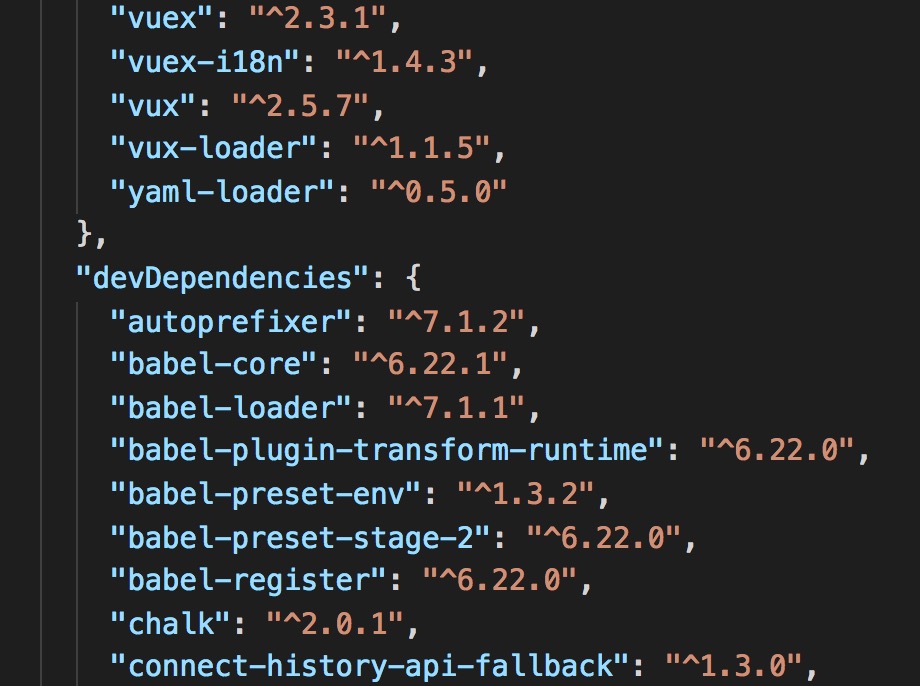 "vuex": "^2.3.1",
"vuex-i18n": "^1.4.3",
"vux": "^2.5.7",
"vux-loader": "^1.1.5",
"yaml-loader": "^0.5.0"
},
"devDependencies": {
"autoprefixer": "^7.1.2",
"babel-core": "^6.22.1",
"babel-loader": "^7.1.1",
"babel-plugin-transform-runtime": "^6.22.0",
"babel-preset-env": "^1.3.2",
"babel-preset-stage-2": "^6.22.0",
"babel-register": "^6.22.0",
"chalk": "^2.0.1",
"connect-history-api-fallback": "^1.3.0",